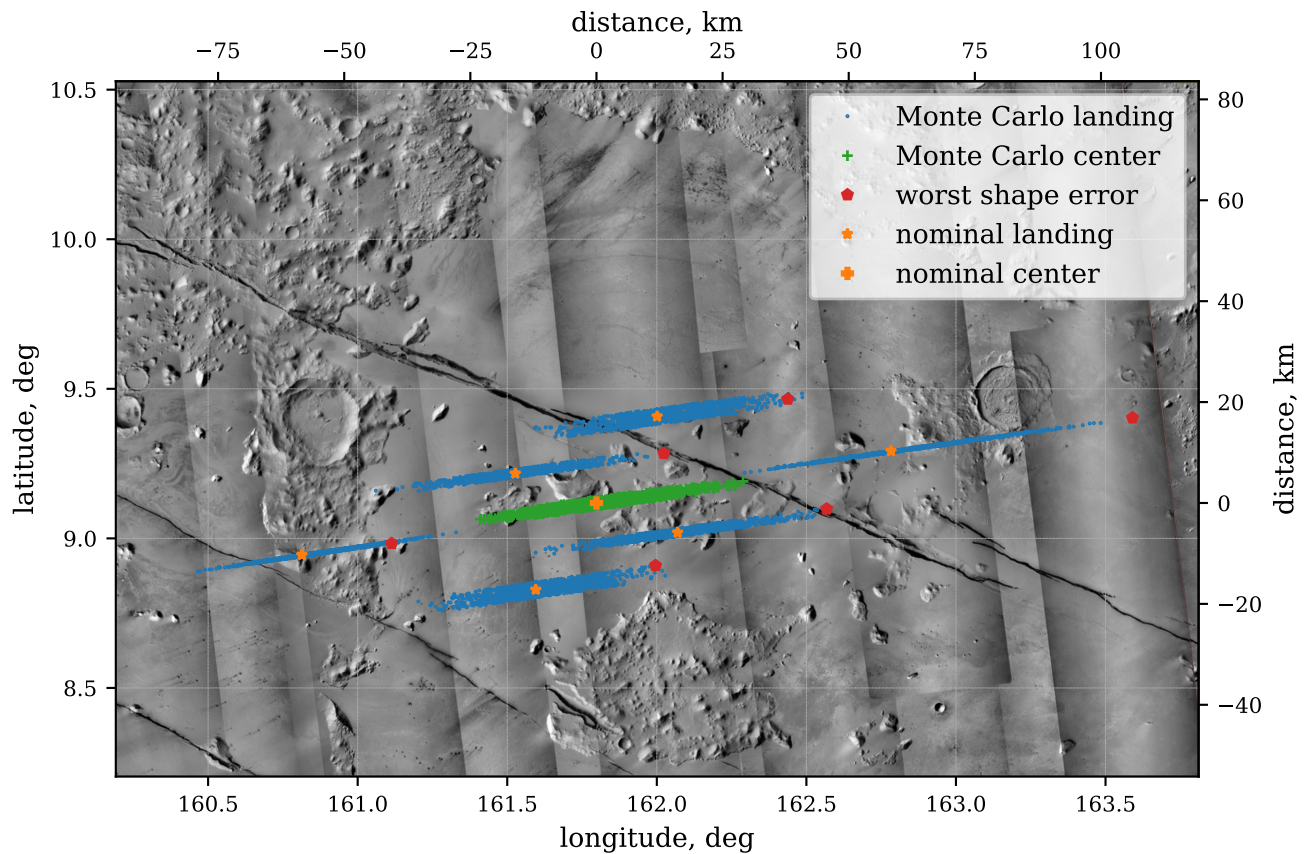 distance, km
−75 −50 −25 0 25 50 75 100
10.5
10.0
9.5
9.0
8.5
latitude, deg
Monte Carlo landing
Monte Carlo center
worst shape error
nominal landing
nominal center
80
60
40
20
0
−20
−40
distance, km
160.5 161.0 161.5 162.0 162.5 163.0 163.5
longitude, deg